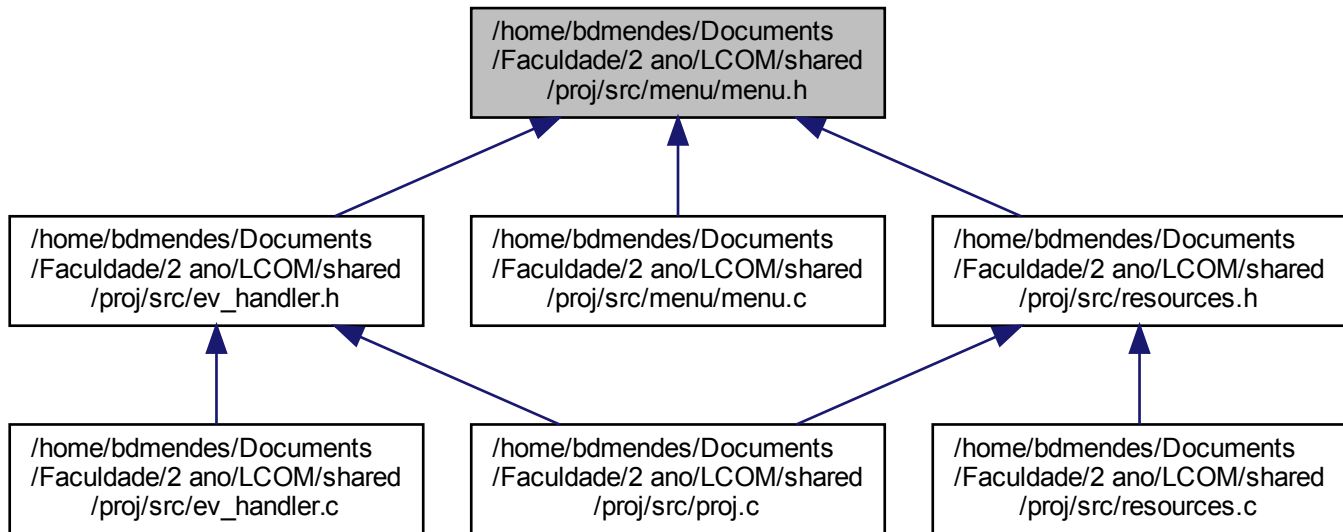 /home/bdmendes/Documents
/Faculdade/2 ano/LCOM/shared
/proj/src/menu/menu.h
/home/bdmendes/Documents
/Faculdade/2 ano/LCOM/shared
/proj/src/ev_handler.h
/home/bdmendes/Documents
/Faculdade/2 ano/LCOM/shared
/proj/src/menu/menu.c
/home/bdmendes/Documents
/Faculdade/2 ano/LCOM/shared
/proj/src/resources.h
/home/bdmendes/Documents
/Faculdade/2 ano/LCOM/shared
/proj/src/ev_handler.c
/home/bdmendes/Documents
/Faculdade/2 ano/LCOM/shared
/proj/src/proj.c
/home/bdmendes/Documents
/Faculdade/2 ano/LCOM/shared
/proj/src/resources.c